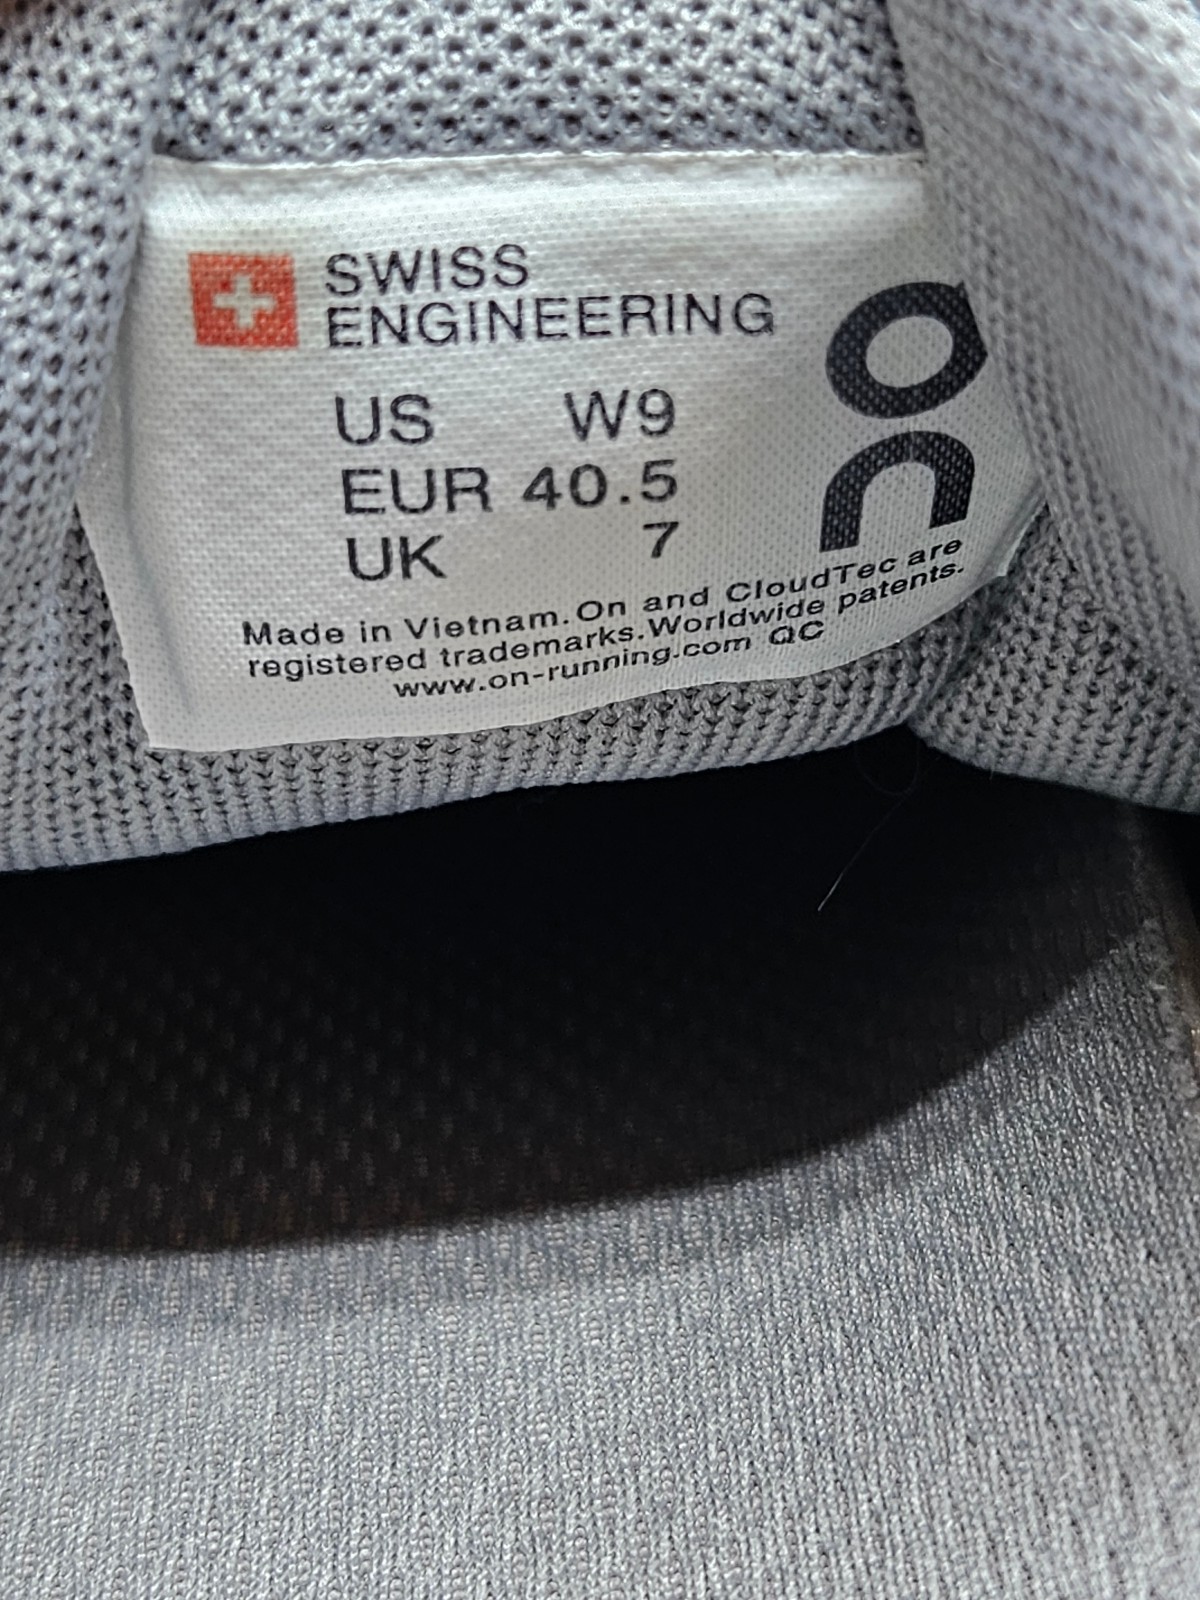 SWISS
ENGINEERING
US W9
EUR 40.5
UK 7
on
Made in Vietnam. On and CloudTec are
registered trademarks. Worldwide patents.
www.on-running.com QC